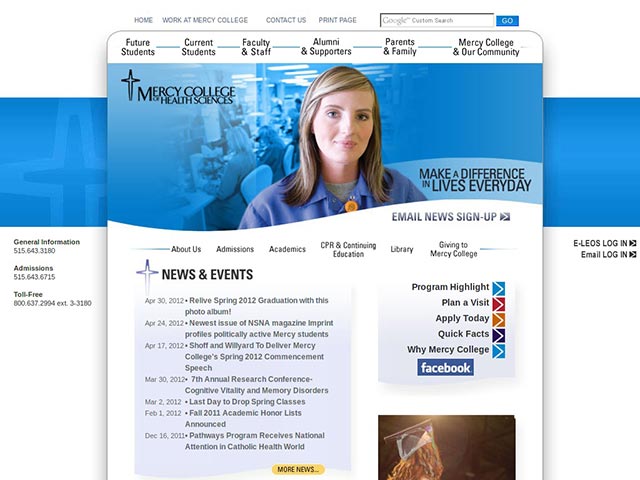 HOME WORK AT MERCY COLLEGE CONTACT US PRINT PAGE Google™ Custom Search GO
Future Students Current Students Faculty & Staff Alumni & Supporters Parents & Family Mercy College & Our Community
MERCY COLLEGE
OF HEALTH SCIENCES
MAKE A DIFFERENCE
IN LIVES EVERYDAY
EMAIL NEWS SIGN-UP
General Information
515.643.3180
Admissions
515.643.6715
Toll-Free
800.637.2994 ext. 3-3180
E-LEOS LOG IN
Email LOG IN
About Us Admissions Academics CPR & Continuing Education Library Giving to Mercy College
NEWS & EVENTS
Apr 30, 2012 • Relive Spring 2012 Graduation with this
photo album!
Apr 24, 2012 • Newest issue of NSNA magazine Imprint
profiles politically active Mercy students
Apr 17, 2012 • Shoff and Willyard To Deliver Mercy
College's Spring 2012 Commencement
Speech
Mar 30, 2012 • 7th Annual Research Conference-
Cognitive Vitality and Memory Disorders
Mar 2, 2012 • Last Day to Drop Spring Classes
Feb 1, 2012 • Fall 2011 Academic Honor Lists
Announced
Dec 16, 2011 • Pathways Program Receives National
Attention in Catholic Health World
MORE NEWS...
Program Highlight
Plan a Visit
Apply Today
Quick Facts
Why Mercy College
facebook